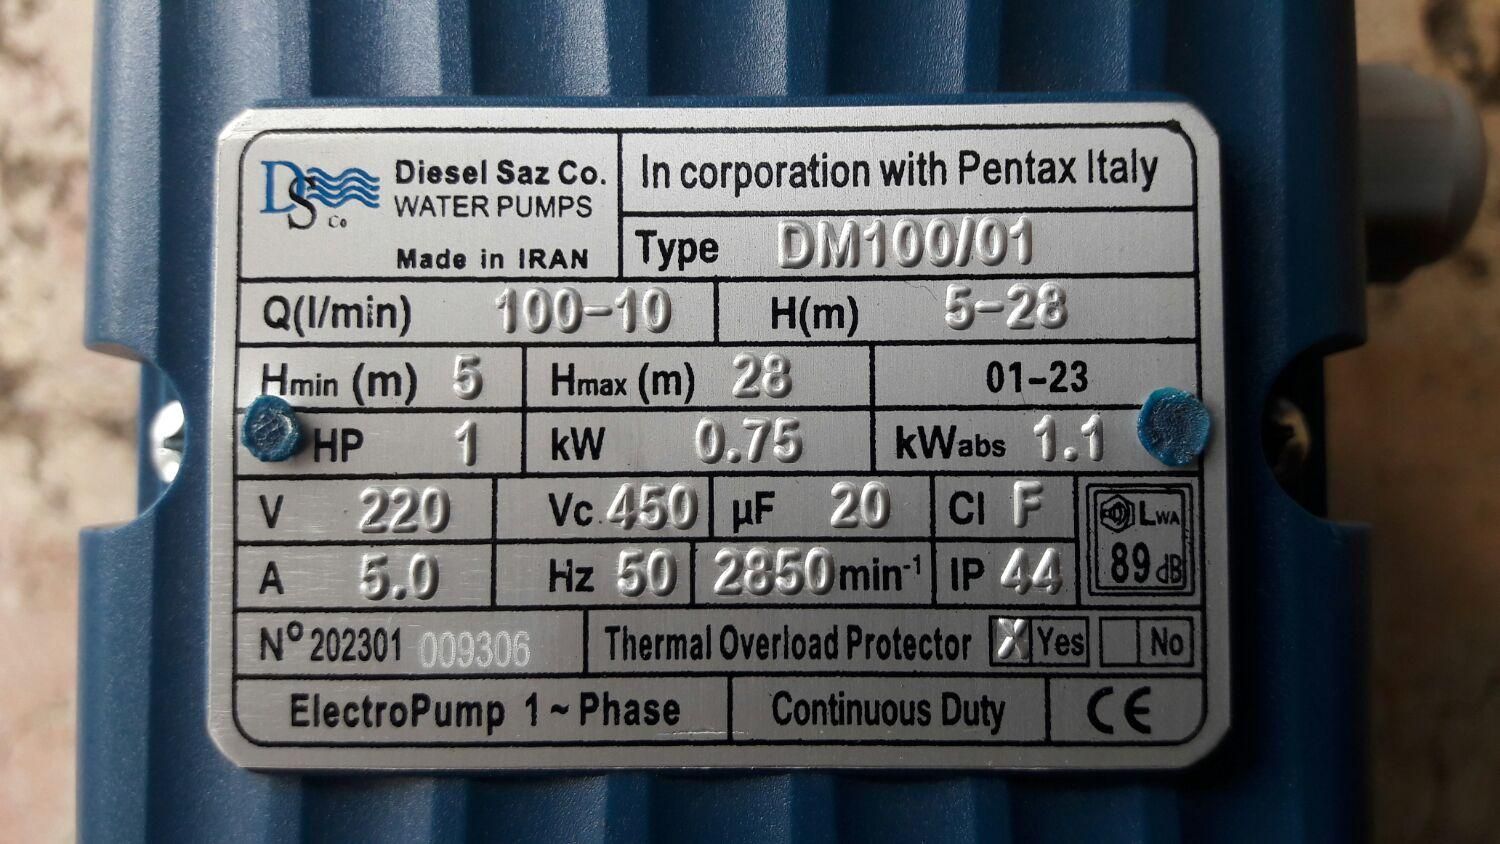 DS Co
Diesel Saz Co.
WATER PUMPS
Made in IRAN
In corporation with Pentax Italy
Type DM100/01
Q(l/min) 100-10 H(m) 5-28
Hmin (m) 5 Hmax (m) 28 01-23
HP 1 kW 0.75 kWabs 1.1
V 220 Vc 450 µF 20 Cl F
LWA
89 dB
A 5.0 Hz 50 2850 min-1 IP 44
Nº 202301 009306 Thermal Overload Protector X Yes No
ElectroPump 1 ~ Phase Continuous Duty CE